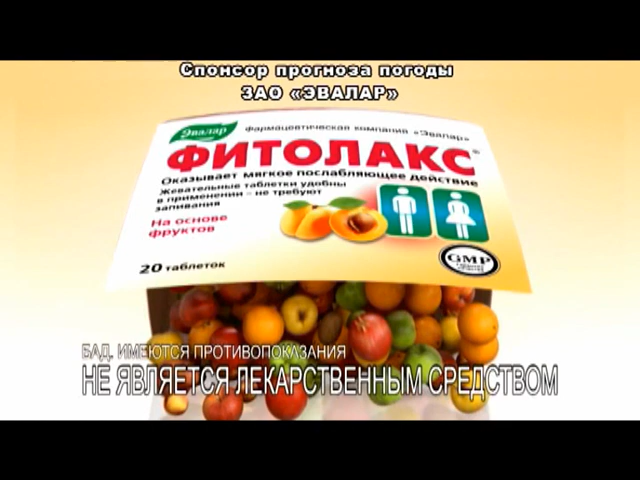 Спонсор прогноза погоды
ЗАО «ЭВАЛАР»
Эвалар
Фармацевтическая компания «Эвалар»
ФИТОЛАКС®
Оказывает мягкое послабляющее действие
Жевательные таблетки удобны
в применении – не требуют
запивания
На основе
фруктов
GMP
20 таблеток
БАД. ИМЕЮТСЯ ПРОТИВОПОКАЗАНИЯ
НЕ ЯВЛЯЕТСЯ ЛЕКАРСТВЕННЫМ СРЕДСТВОМ